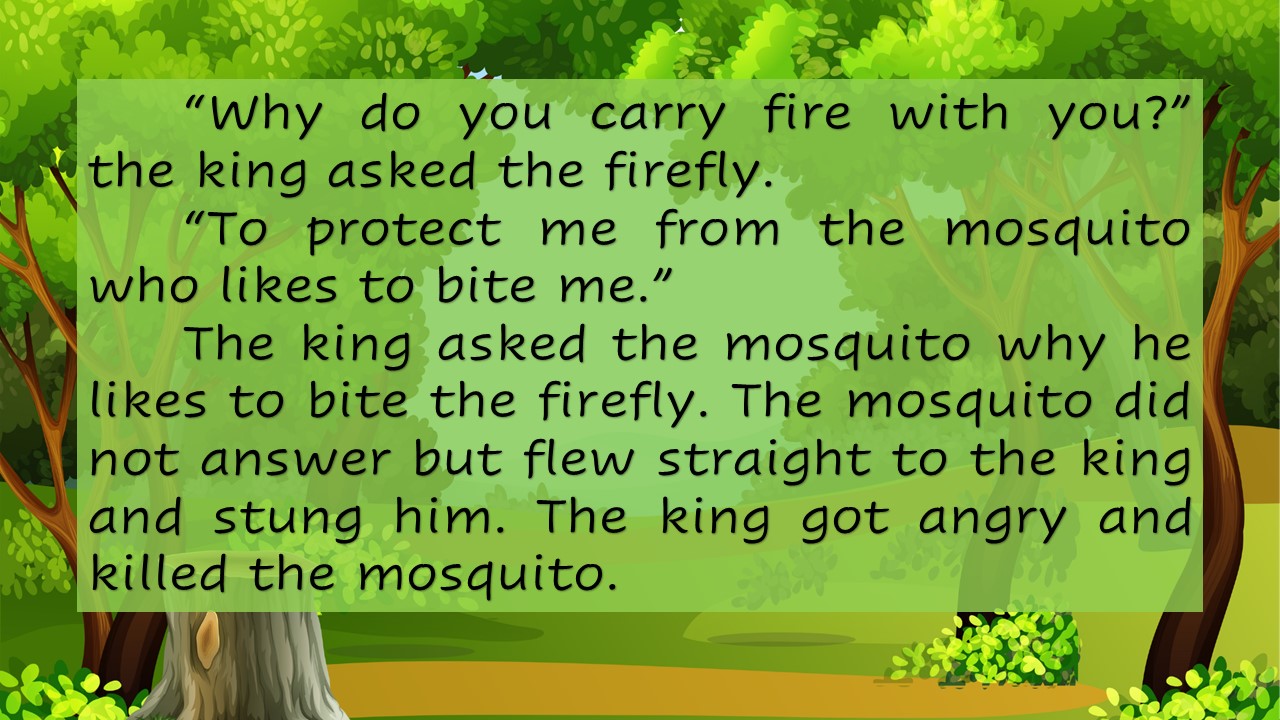 “Why do you carry fire with you?”
the king asked the firefly.
“To protect me from the mosquito
who likes to bite me.”
The king asked the mosquito why he
likes to bite the firefly. The mosquito did
not answer but flew straight to the king
and stung him. The king got angry and
killed the mosquito.